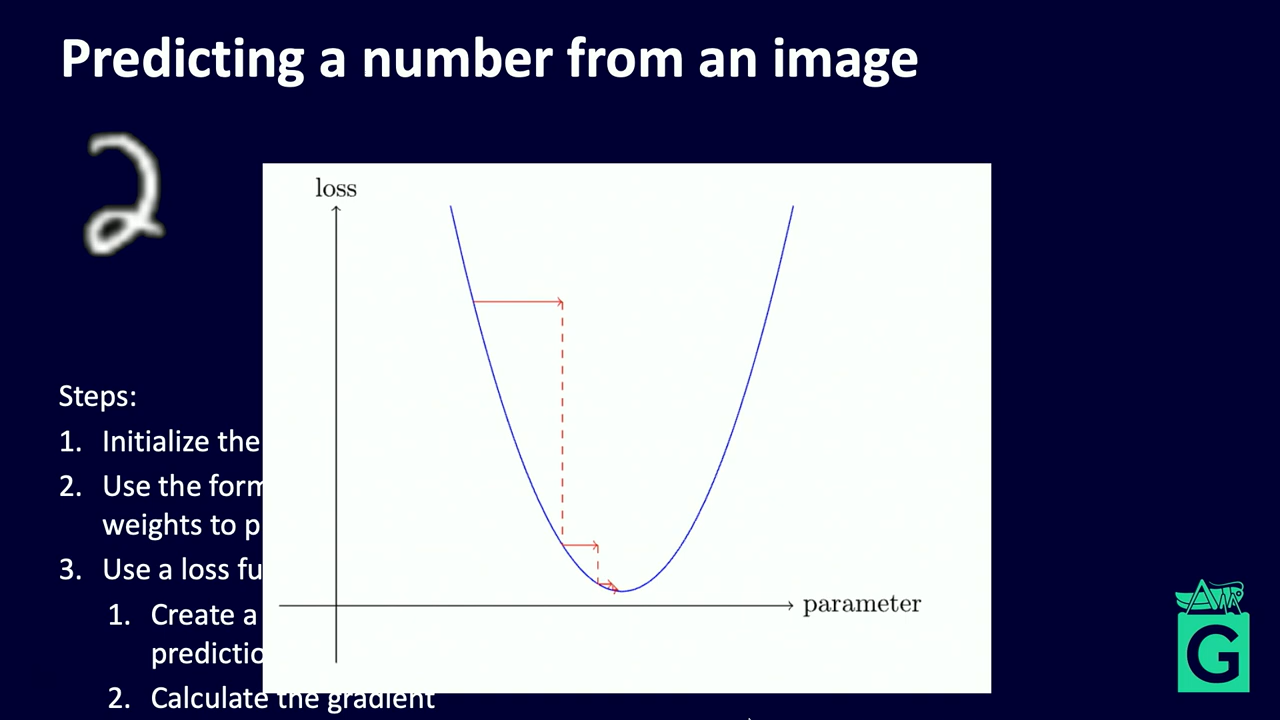 Predicting a number from an image
2
loss
Steps:
1. Initialize the
2. Use the form
weights to p
3. Use a loss fu
1. Create a
predictio
parameter
2. Calculate the gradient
G